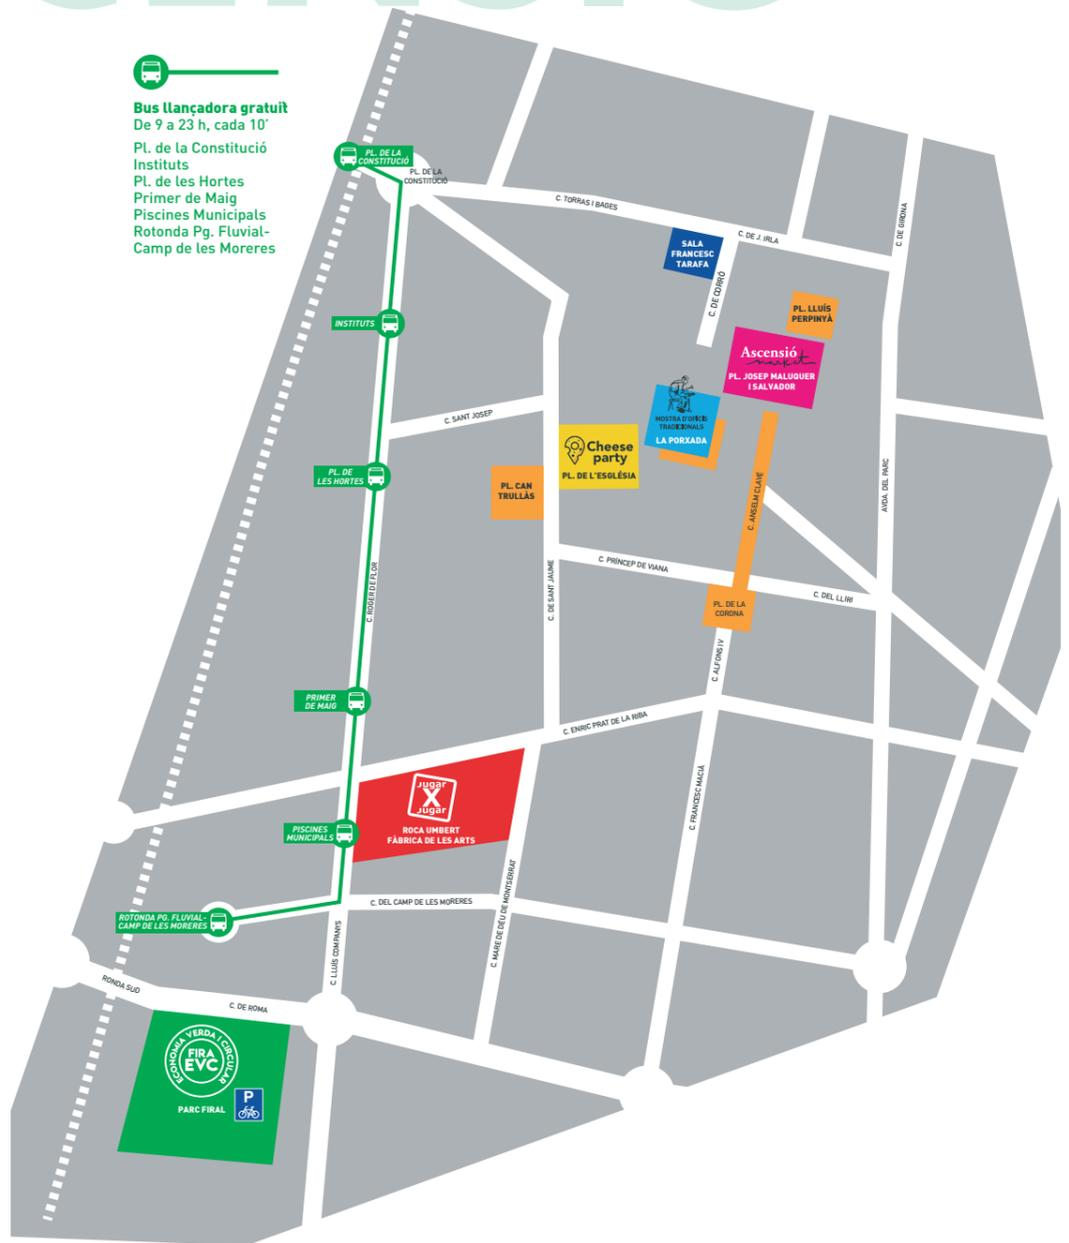 Bus llançadora gratuït
De 9 a 23 h, cada 10'
Pl. de la Constitució
Instituts
Pl. de les Hortes
Primer de Maig
Piscines Municipals
Rotonda Pg. Fluvial-
Camp de les Moreres
PL. DE LA
CONSTITUCIÓ
PL. DE LA
CONSTITUCIÓ
C. TORRAS I BAGES
C. DE J. IRLA
C. DE GIRONA
SALA
FRANCESC
TARAFA
C. DE CORRÓ
PL. LLUÍS
PERPINYÀ
INSTITUTS
Ascensió
market
PL. JOSEP MALUQUER
I SALVADOR
C. SANT JOSEP
MOSTRA D'OFICIS
TRADICIONALS
LA PORXADA
Cheese
party
PL. DE L'ESGLÉSIA
PL. DE
LES HORTES
PL. CAN
TRULLÀS
C. ANSELM CLAVÉ
AVDA. DEL PARC
C. ROGER DE FLOR
C. DE SANT JAUME
C. PRÍNCEP DE VIANA
C. DEL LLIRI
PL. DE LA
CORONA
C. ALFONS IV
PRIMER
DE MAIG
C. ENRIC PRAT DE LA RIBA
jugar
X
jugar
ROCA UMBERT
FÀBRICA DE LES ARTS
C. FRANCESC MACIÀ
PISCINES
MUNICIPALS
C. MARE DE DÉU DE MONTSERRAT
C. DEL CAMP DE LES MORERES
ROTONDA PG. FLUVIAL-
CAMP DE LES MORERES
C. LLUÍS COMPANYS
RONDA SUD
C. DE ROMA
ECONOMIA VERDA I CIRCULAR
FIRA
EVC
P
PARC FIRAL